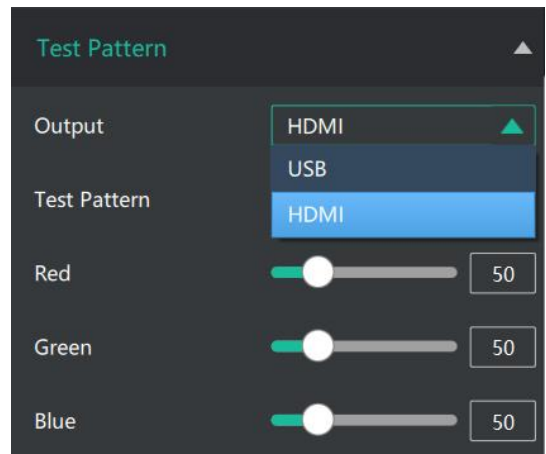 Test Pattern
Output HDMI
USB
Test Pattern
HDMI
Red 50
Green 50
Blue 50